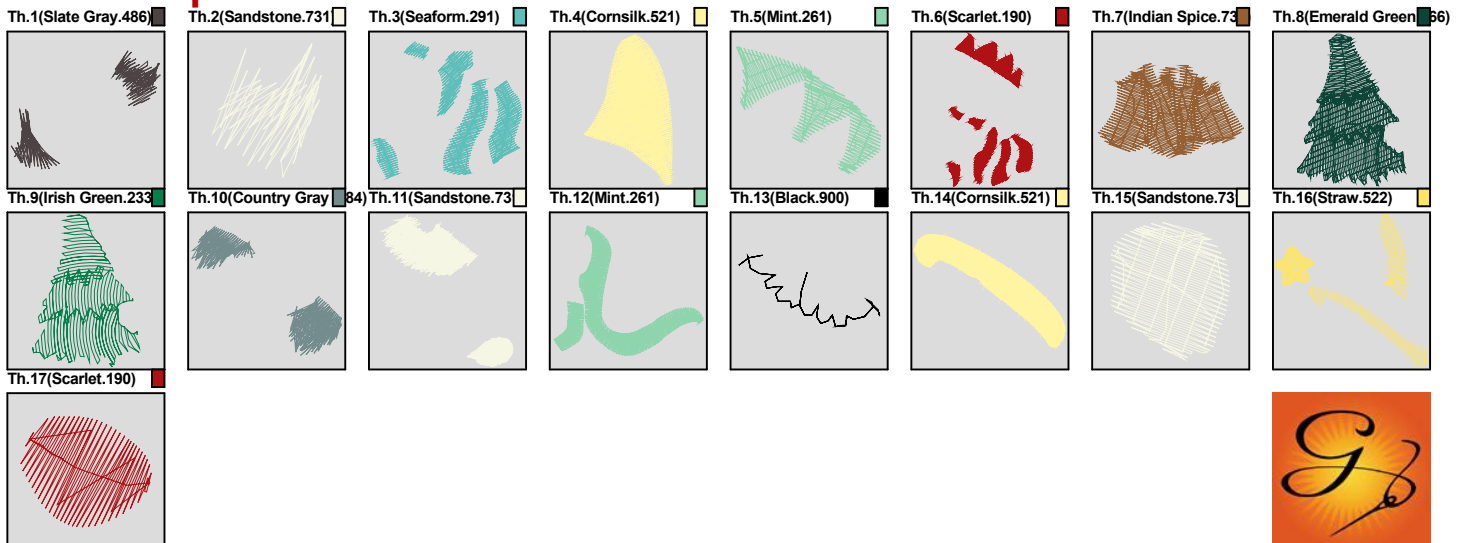 Th.1(Slate Gray.486) Th.2(Sandstone.731 Th.3(Seaform.291) Th.4(Cornsilk.521) Th.5(Mint.261) Th.6(Scarlet.190) Th.7(Indian Spice.73 Th.8(Emerald Green. 66)
Th.9(Irish Green.233 Th.10(Country Gray 84) Th.11(Sandstone.73 Th.12(Mint.261) Th.13(Black.900) Th.14(Cornsilk.521) Th.15(Sandstone.73 Th.16(Straw.522)
Th.17(Scarlet.190)